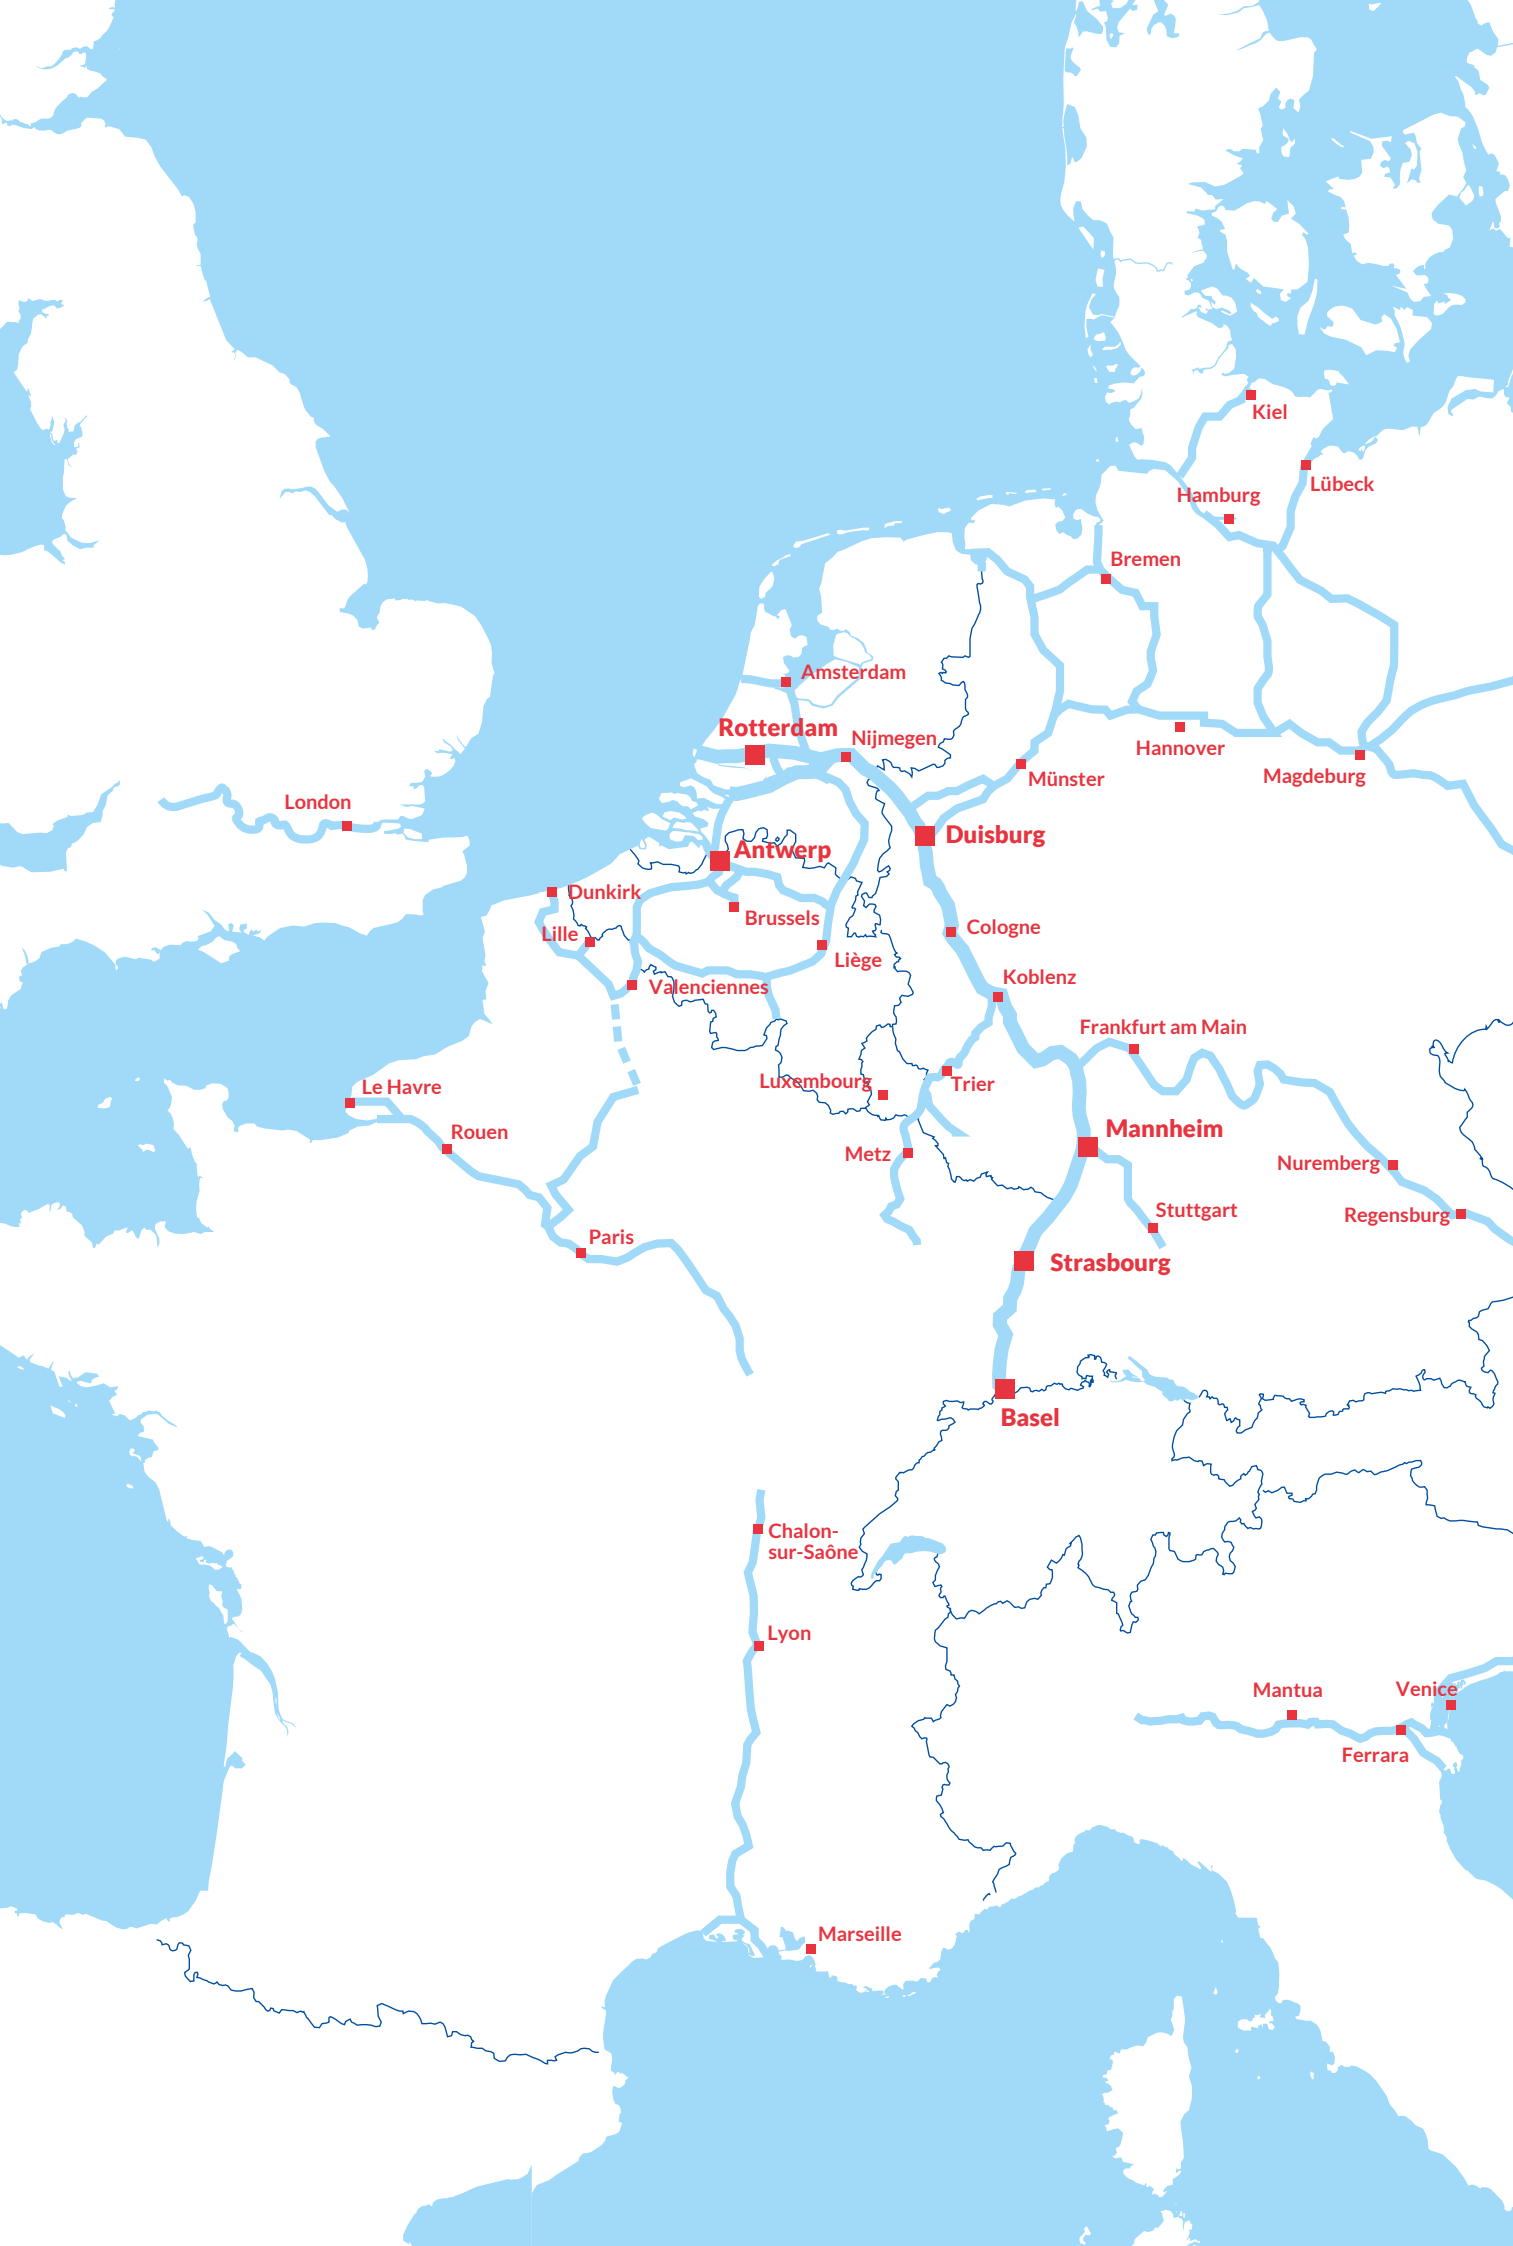 Kiel
Lübeck
Hamburg
Bremen
Amsterdam
Rotterdam
Nijmegen
Hannover
Münster
Magdeburg
London
Duisburg
Antwerp
Dunkirk
Brussels
Cologne
Lille
Liège
Koblenz
Valenciennes
Frankfurt am Main
Luxembourg
Trier
Le Havre
Rouen
Mannheim
Metz
Nuremberg
Stuttgart
Regensburg
Paris
Strasbourg
Basel
Chalon-
sur-Saône
Lyon
Mantua
Venice
Ferrara
Marseille